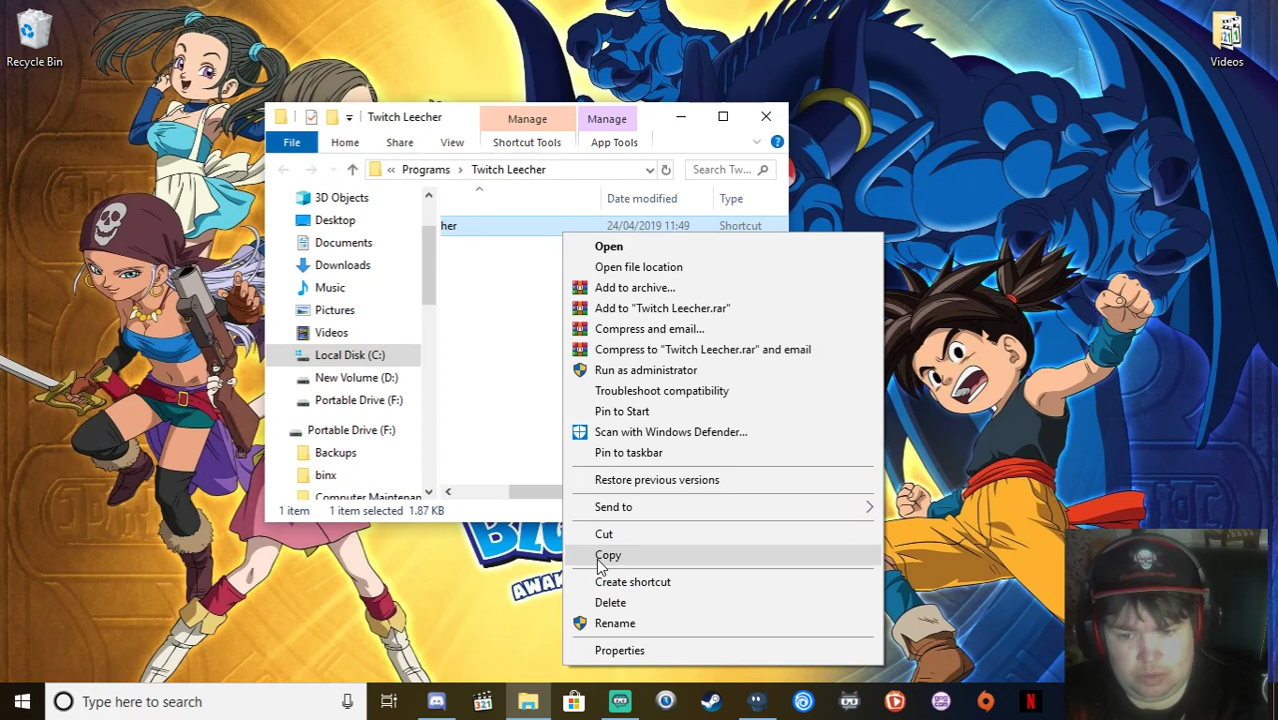 Recycle Bin
Videos
Twitch Leecher
Manage
Manage
File
Home
Share
View
Shortcut Tools
App Tools
« Programs > Twitch Leecher
Search Tw...
3D Objects
Desktop
Documents
Downloads
Music
Pictures
Videos
Local Disk (C:)
New Volume (D:)
Portable Drive (F:)
Portable Drive (F:)
Backups
binx
Computer Maintenan
Date modified
Type
her
24/04/2019 11:49
Shortcut
1 item
1 item selected 1.87 KB
Open
Open file location
Add to archive...
Add to "Twitch Leecher.rar"
Compress and email...
Compress to "Twitch Leecher.rar" and email
Run as administrator
Troubleshoot compatibility
Pin to Start
Scan with Windows Defender...
Pin to taskbar
Restore previous versions
Send to
Cut
Copy
Create shortcut
Delete
Rename
Properties
Type here to search